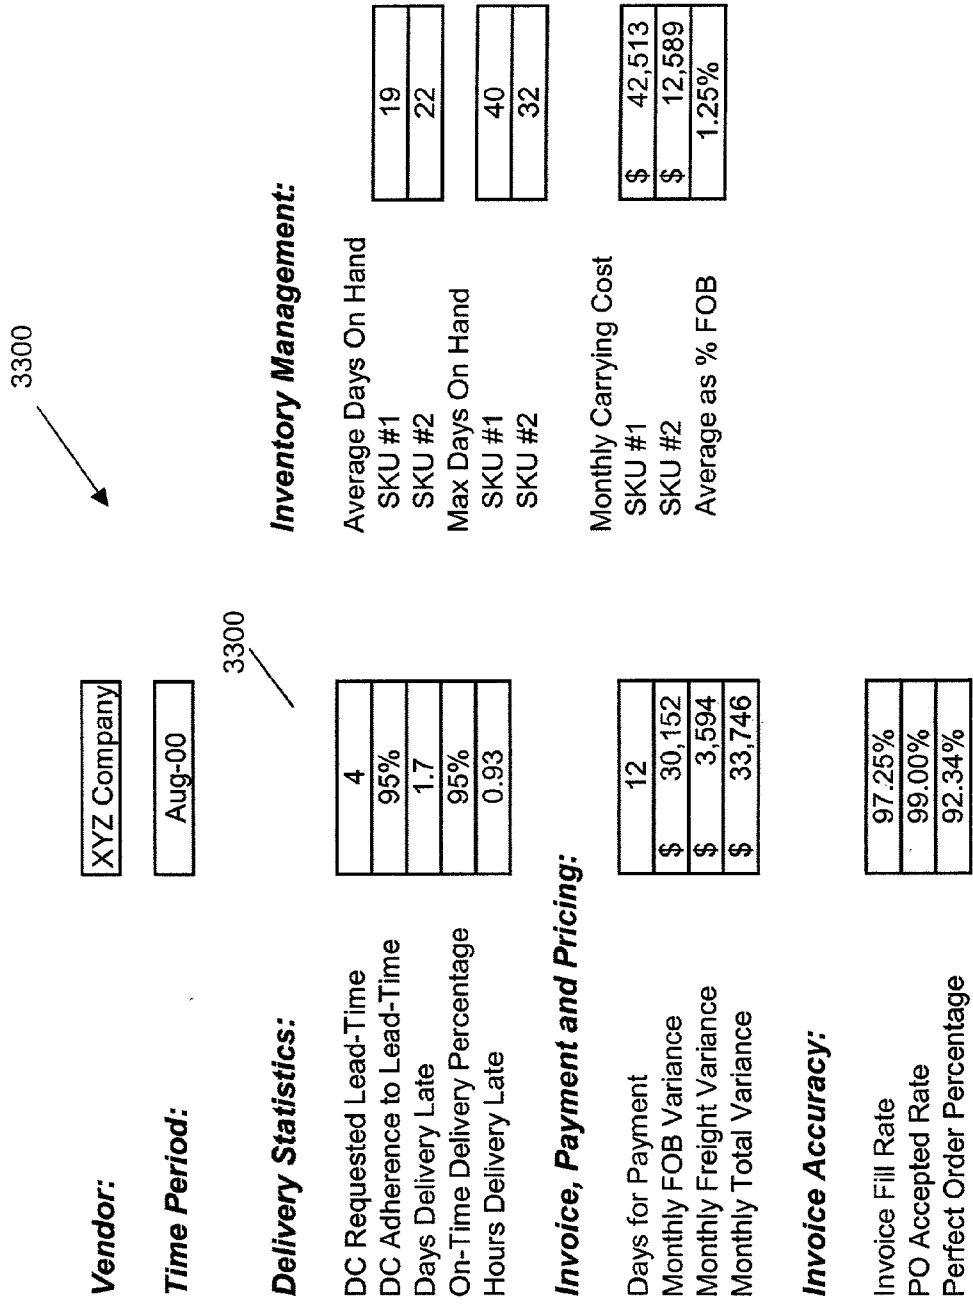 3300
Vendor: XYZ Company
Time Period: Aug-00
3300
Delivery Statistics:
DC Requested Lead-Time 4
DC Adherence to Lead-Time 95%
Days Delivery Late 1.7
On-Time Delivery Percentage 95%
Hours Delivery Late 0.93
Invoice, Payment and Pricing:
Days for Payment 12
Monthly FOB Variance $ 30,152
Monthly Freight Variance $ 3,594
Monthly Total Variance $ 33,746
Invoice Accuracy:
Invoice Fill Rate 97.25%
PO Accepted Rate 99.00%
Perfect Order Percentage 92.34%
Inventory Management:
Average Days On Hand
SKU #1 19
SKU #2 22
Max Days On Hand
SKU #1 40
SKU #2 32
Monthly Carrying Cost
SKU #1 $ 42,513
SKU #2 $ 12,589
Average as % FOB 1.25%